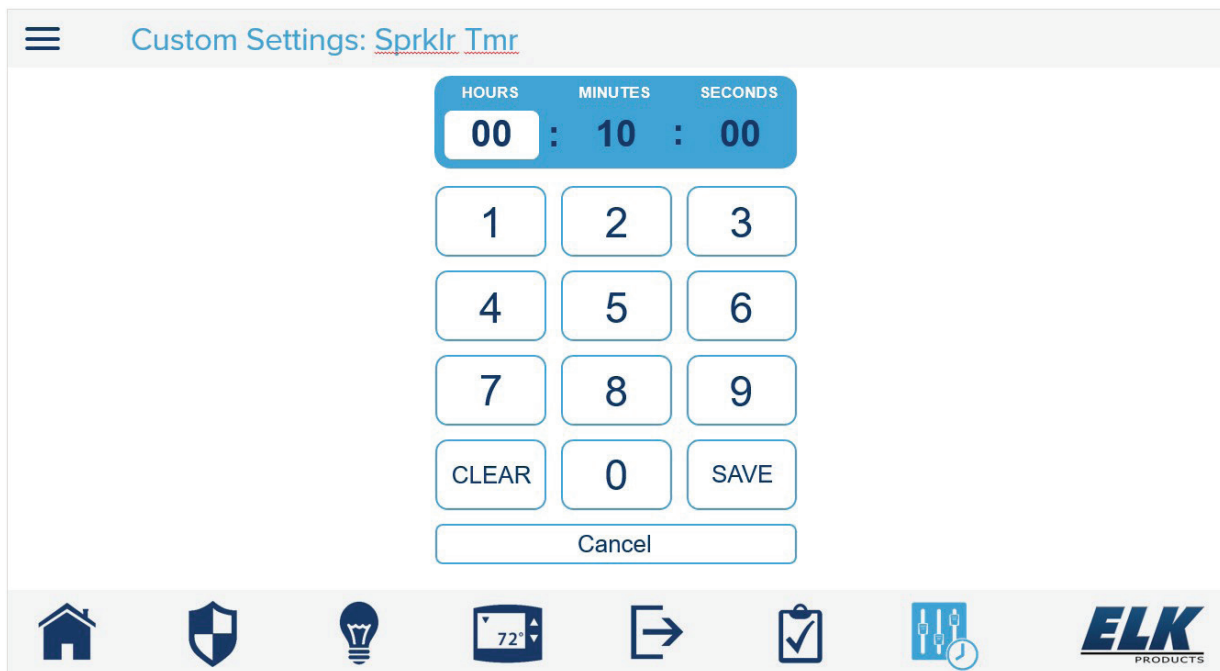 Custom Settings: Sprklr Tmr
HOURS MINUTES SECONDS
00 : 10 : 00
1 2 3
4 5 6
7 8 9
CLEAR 0 SAVE
Cancel
72°
ELK
PRODUCTS